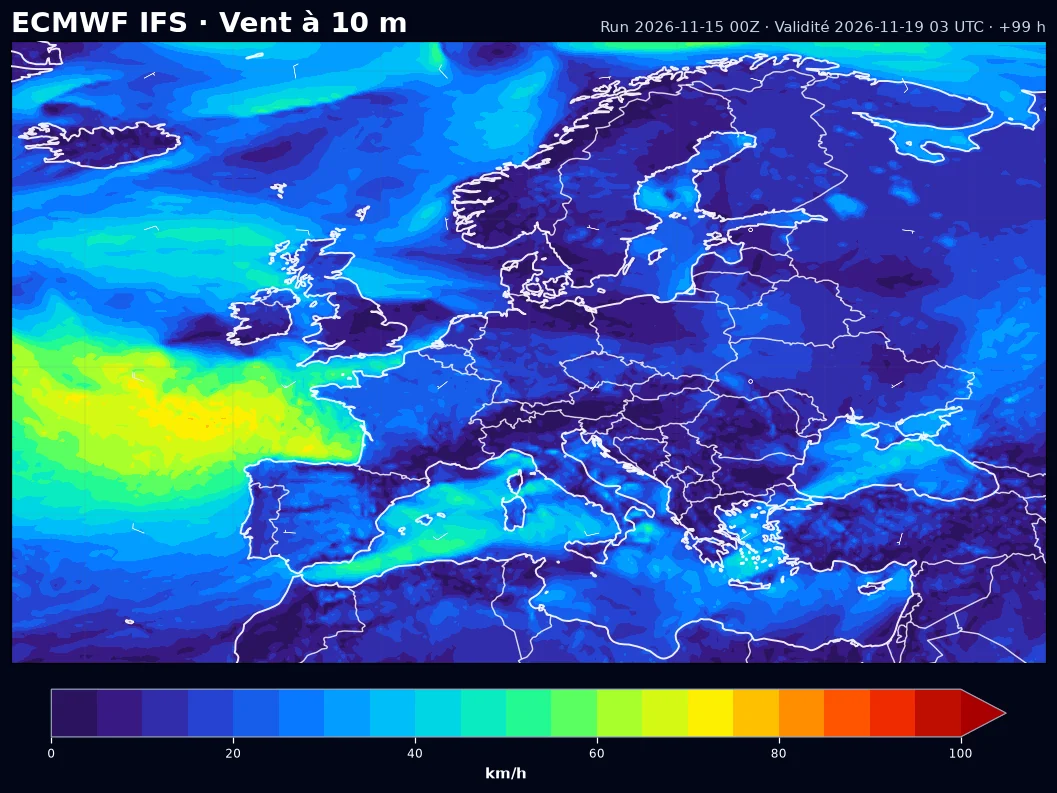 ECMWF IFS · Vent à 10 m
Run 2026-11-15 00Z · Validité 2026-11-19 03 UTC · +99 h
0 20 40 60 80 100
km/h